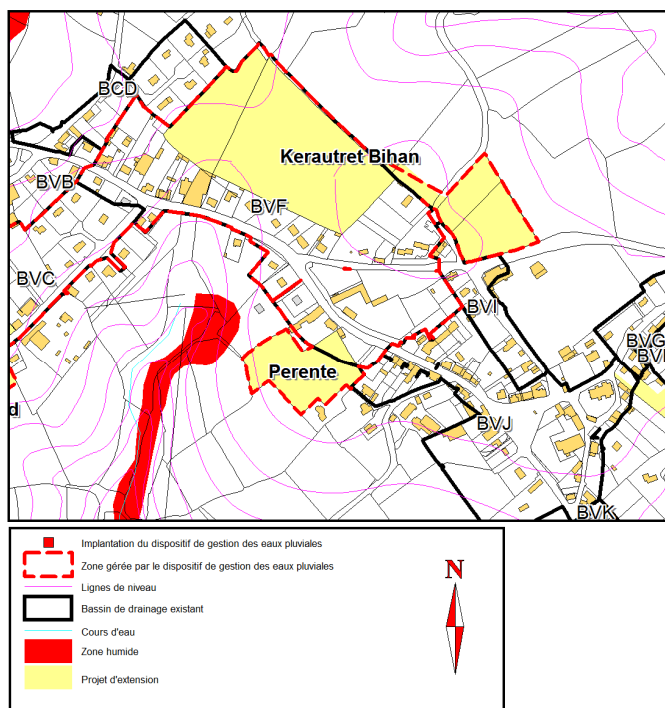 BCD
Kerautret Bihan
BVB
BVF
BVC
BVI
BVG
Perente
d
BVJ
BVK
Implantation du dispositif de gestion des eaux pluviales
Zone gérée par le dispositif de gestion des eaux pluviales
Lignes de niveau
N
Bassin de drainage existant
Cours d'eau
Zone humide
Projet d'extension